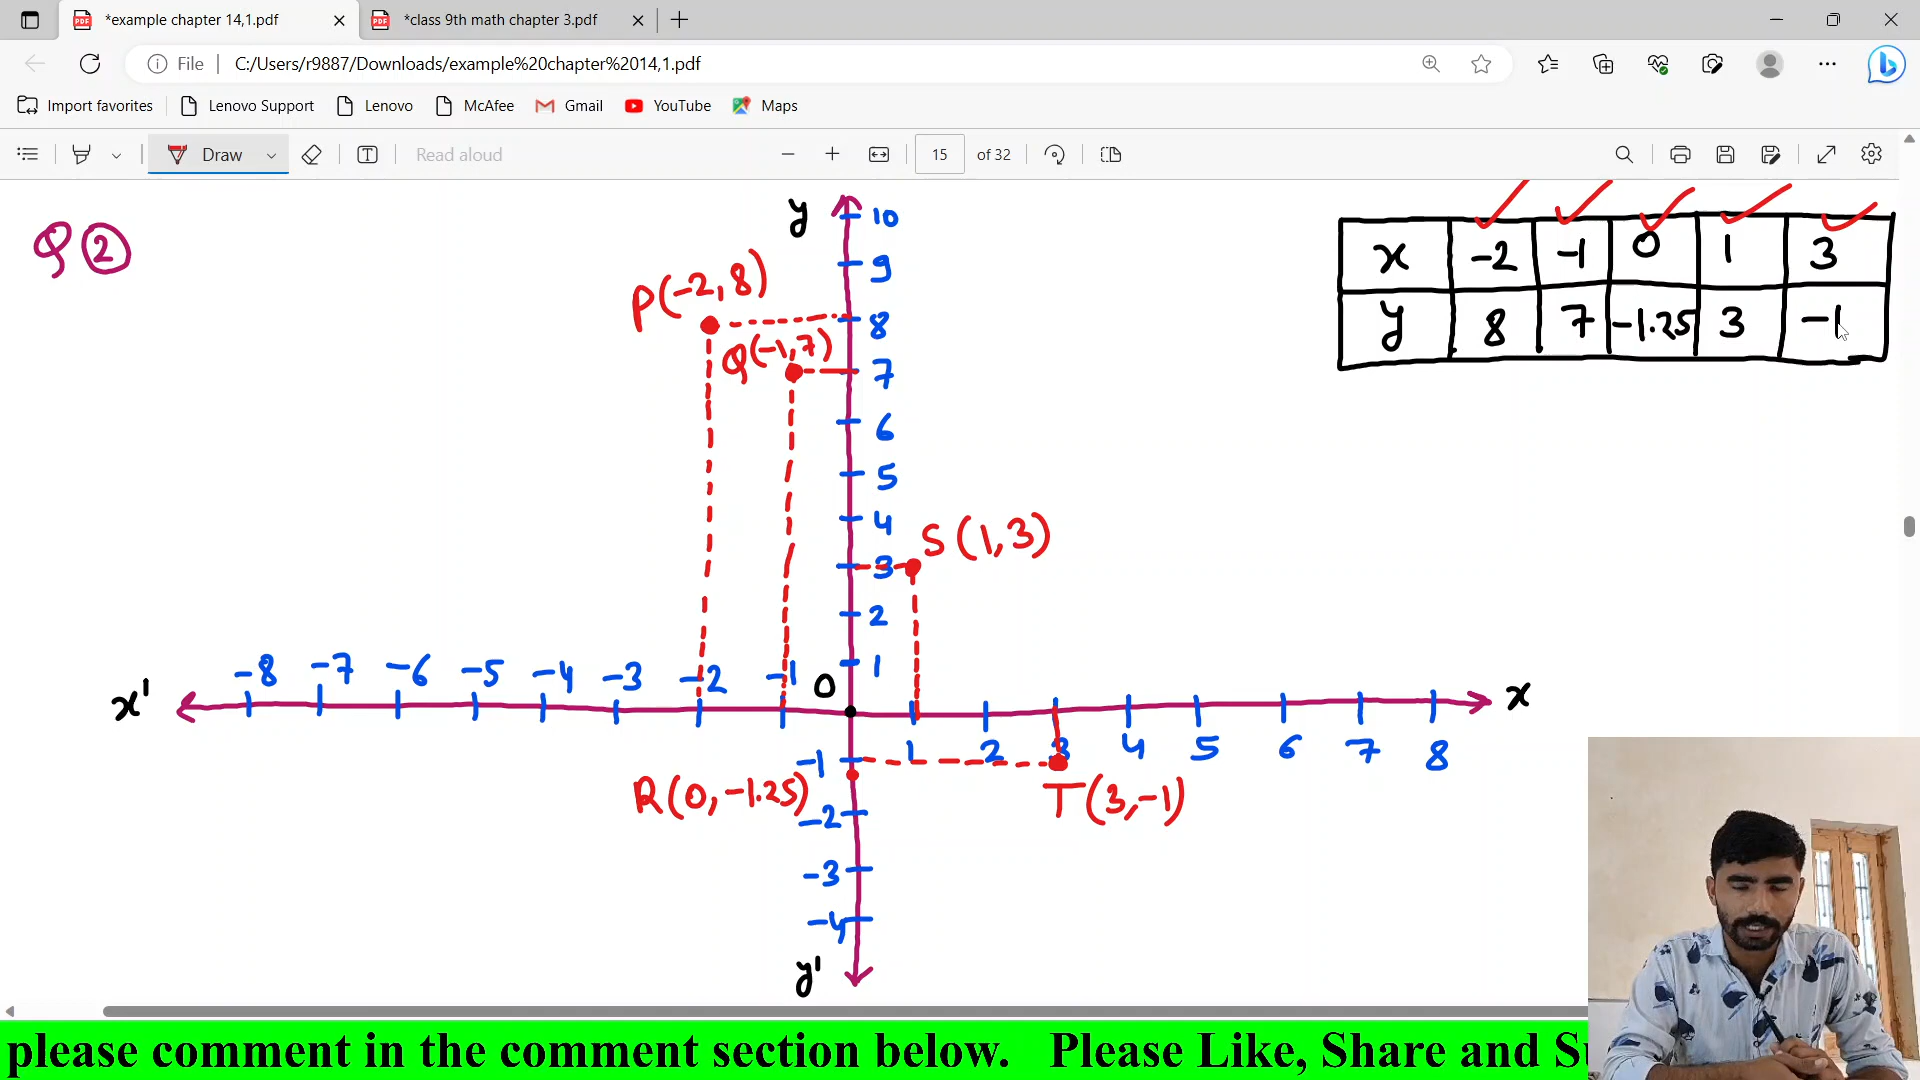 *example chapter 14,1.pdf
*class 9th math chapter 3.pdf
File
C:/Users/r9887/Downloads/example%20chapter%2014,1.pdf
Import favorites
Lenovo Support
Lenovo
McAfee
Gmail
YouTube
Maps
Draw
Read aloud
15
of 32
Q 2
x -2 -1 0 1 3
y 8 7 -1.25 3 -1
y
10
9
8
7
6
5
4
3
2
1
P(-2,8)
Q(-1,7)
S(1,3)
x'
-8 -7 -6 -5 -4 -3 -2 -1
O
x
1 2 3 4 5 6 7 8
-1
R(0,-1.25)
T(3,-1)
-2
-3
-4
y'
please comment in the comment section below. Please Like, Share and S